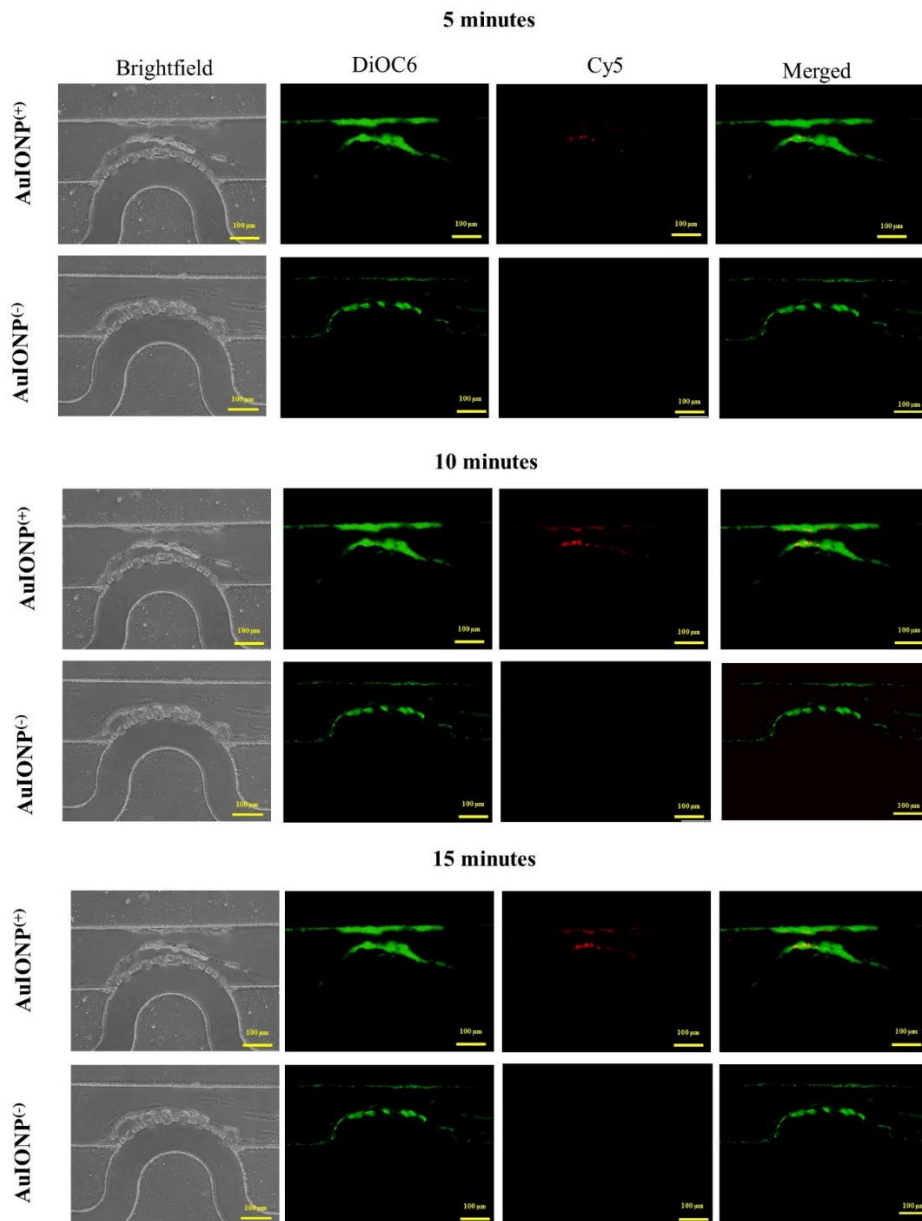 5 minutes
Brightfield DiOC6 Cy5 Merged
AuIONP(+)
100 µm 100 µm 100 µm 100 µm
AuIONP(-)
100 µm 100 µm 100 µm 100 µm
10 minutes
AuIONP(+)
100 µm 100 µm 100 µm 100 µm
AuIONP(-)
100 µm 100 µm 100 µm 100 µm
15 minutes
AuIONP(+)
100 µm 100 µm 100 µm 100 µm
AuIONP(-)
100 µm 100 µm 100 µm 100 µm